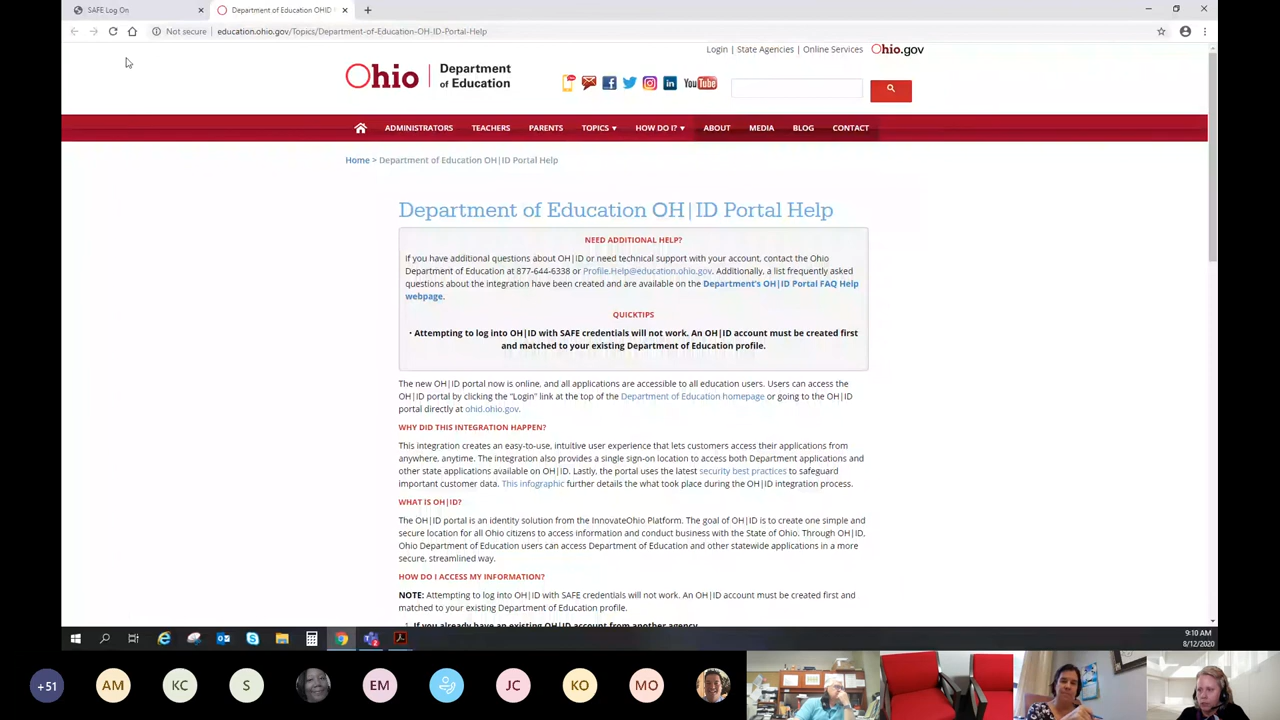 SAFE Log On
Department of Education OHID
Not secure
education.ohio.gov/Topics/Department-of-Education-OH-ID-Portal-Help
Login | State Agencies | Online Services
Ohio.gov
Ohio
Department
of Education
YouTube
ADMINISTRATORS
TEACHERS
PARENTS
TOPICS
HOW DO I?
ABOUT
MEDIA
BLOG
CONTACT
Home > Department of Education OH|ID Portal Help
Department of Education OH|ID Portal Help
NEED ADDITIONAL HELP?
If you have additional questions about OH|ID or need technical support with your account, contact the Ohio
Department of Education at 877-644-6338 or Profile.Help@education.ohio.gov. Additionally, a list frequently asked
questions about the integration have been created and are available on the Department's OH|ID Portal FAQ Help
webpage.
QUICKTIPS
• Attempting to log into OH|ID with SAFE credentials will not work. An OH|ID account must be created first
and matched to your existing Department of Education profile.
The new OH|ID portal now is online, and all applications are accessible to all education users. Users can access the
OH|ID portal by clicking the "Login" link at the top of the Department of Education homepage or going to the OH|ID
portal directly at ohid.ohio.gov.
WHY DID THIS INTEGRATION HAPPEN?
This integration creates an easy-to-use, intuitive user experience that lets customers access their applications from
anywhere, anytime. The integration also provides a single sign-on location to access both Department applications and
other state applications available on OH|ID. Lastly, the portal uses the latest security best practices to safeguard
important customer data. This infographic further details the what took place during the OH|ID integration process.
WHAT IS OH|ID?
The OH|ID portal is an identity solution from the InnovateOhio Platform. The goal of OH|ID is to create one simple and
secure location for all Ohio citizens to access information and conduct business with the State of Ohio. Through OH|ID,
Ohio Department of Education users can access Department of Education and other statewide applications in a more
secure, streamlined way.
HOW DO I ACCESS MY INFORMATION?
NOTE: Attempting to log into OH|ID with SAFE credentials will not work. An OH|ID account must be created first and
matched to your existing Department of Education profile.
1. If you already have an existing OH|ID account from another agency
9:10 AM
8/12/2020
+51
AM
KC
S
EM
JC
KO
MO